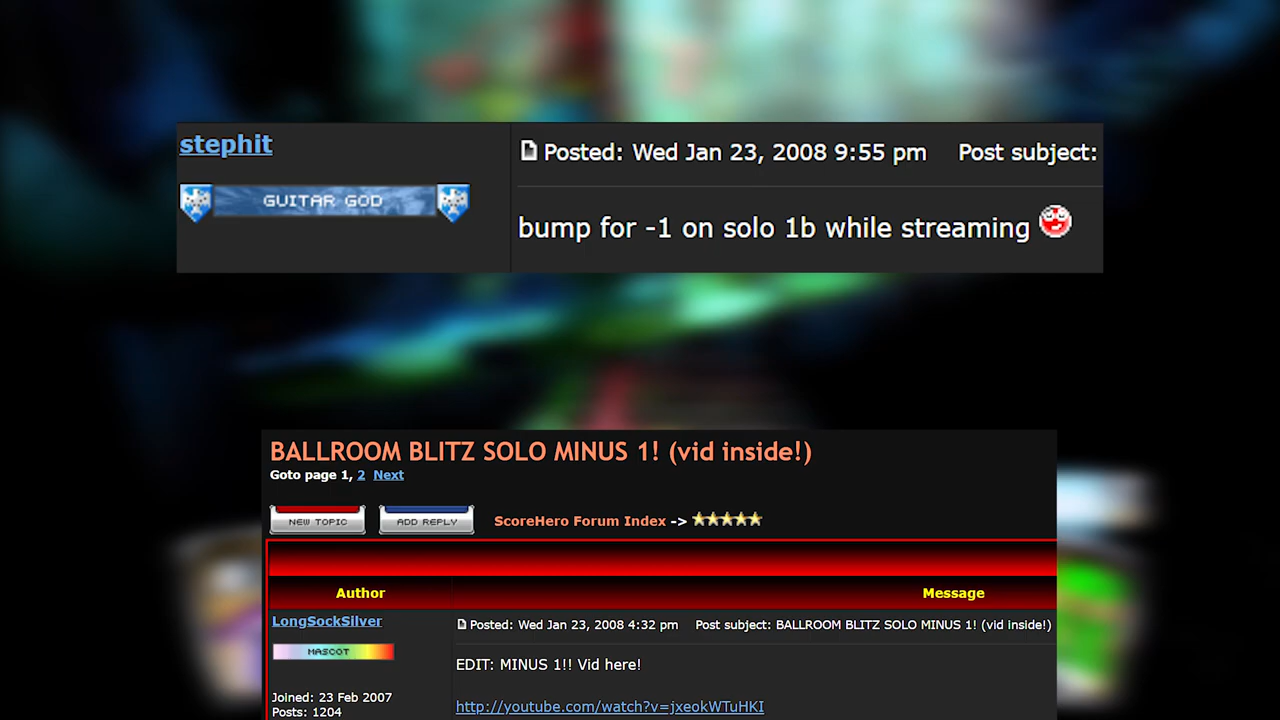 stephit
Posted: Wed Jan 23, 2008 9:55 pm Post subject:
GUITAR GOD
bump for -1 on solo 1b while streaming
BALLROOM BLITZ SOLO MINUS 1! (vid inside!)
Goto page 1, 2 Next
NEW TOPIC ADD REPLY ScoreHero Forum Index ->
Author Message
LongSockSilver
Posted: Wed Jan 23, 2008 4:32 pm Post subject: BALLROOM BLITZ SOLO MINUS 1! (vid inside!)
MASCOT
EDIT: MINUS 1!! Vid here!
Joined: 23 Feb 2007
Posts: 1204
http://youtube.com/watch?v=jxeokWTuHKI